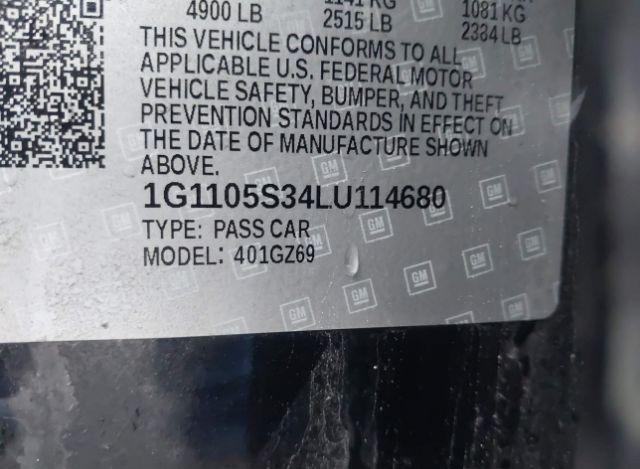 4900 LB 2515 LB 1081 KG
2384 LB
THIS VEHICLE CONFORMS TO ALL
APPLICABLE U.S. FEDERAL MOTOR
VEHICLE SAFETY, BUMPER, AND THEFT
PREVENTION STANDARDS IN EFFECT ON
THE DATE OF MANUFACTURE SHOWN
ABOVE.
1G1105S34LU114680
TYPE: PASS CAR
MODEL: 401GZ69
GM